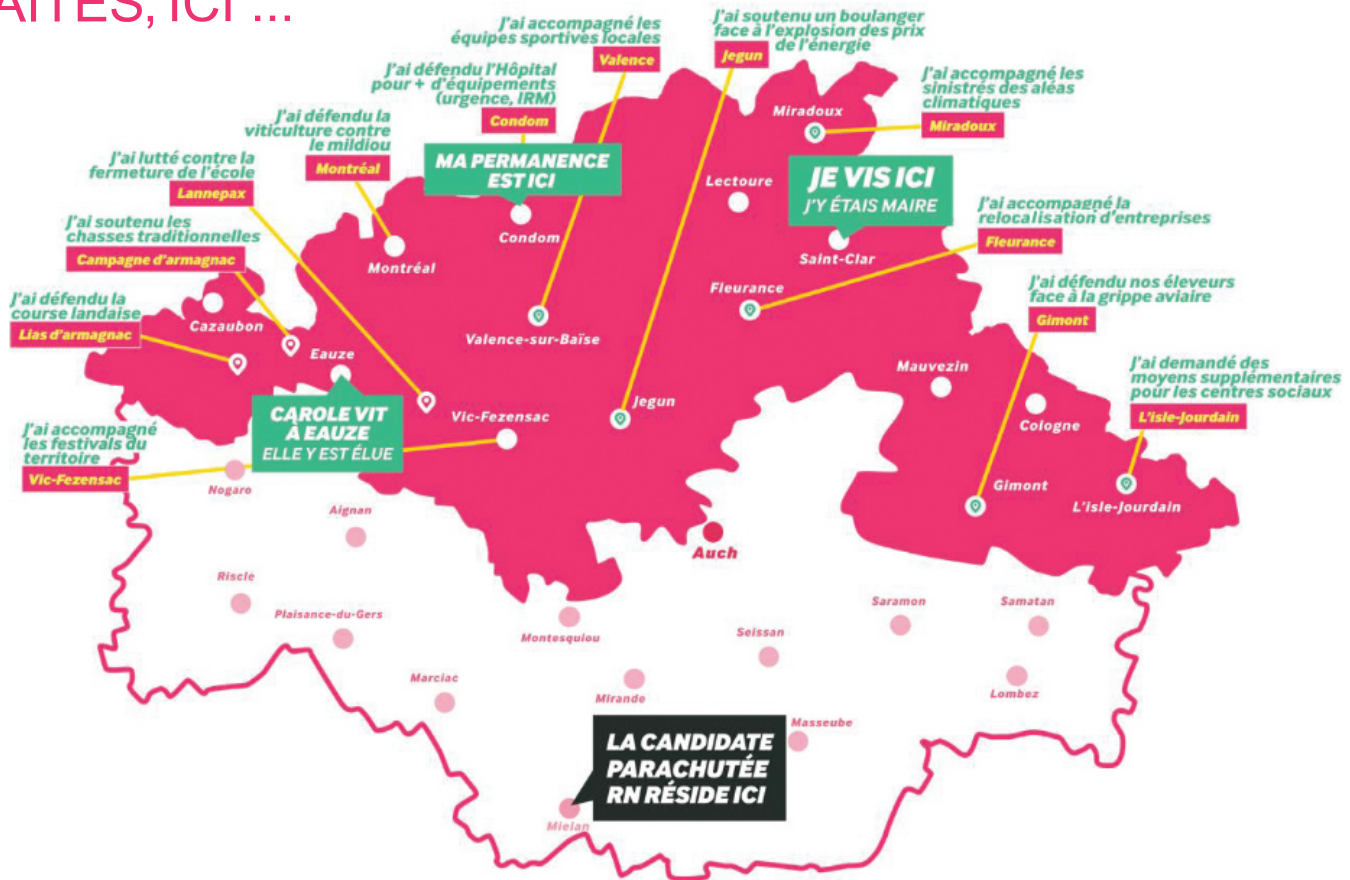 AITES, ICI ...
J'ai accompagné les
équipes sportives locales
Valence
J'ai soutenu un boulanger
face à l'explosion des prix
de l'énergie
Jegun
J'ai défendu l'Hôpital
pour + d'équipements
(urgence, IRM)
Condom
J'ai accompagné les
sinistrés des aléas
climatiques
Miradoux
J'ai défendu la
viticulture contre
le mildiou
Montréal
J'ai lutté contre la
fermeture de l'école
Lannepax
J'ai soutenu les
chasses traditionnelles
Campagne d'armagnac
J'ai défendu la
course landaise
Lias d'armagnac
J'ai accompagné
les festivals du
territoire
Vic-Fezensac
J'ai accompagné la
relocalisation d'entreprises
Fleurance
J'ai défendu nos éleveurs
face à la grippe aviaire
Gimont
J'ai demandé des
moyens supplémentaires
pour les centres sociaux
L'isle-Jourdain
MA PERMANENCE
EST ICI
JE VIS ICI
J'Y ÉTAIS MAIRE
CAROLE VIT
À EAUZE
ELLE Y EST ÉLUE
Miradoux
Lectoure
Condom
Saint-Clar
Montréal
Fleurance
Cazaubon
Valence-sur-Baïse
Eauze
Mauvezin
Jegun
Vic-Fezensac
Cologne
Gimont
L'isle-Jourdain
Nogaro
Aignan
Auch
Riscle
Plaisance-du-Gers
Montesquiou
Seissan
Saramon
Samatan
Marciac
Mirande
Lombez
Masseube
LA CANDIDATE
PARACHUTÉE
RN RÉSIDE ICI
Mielan